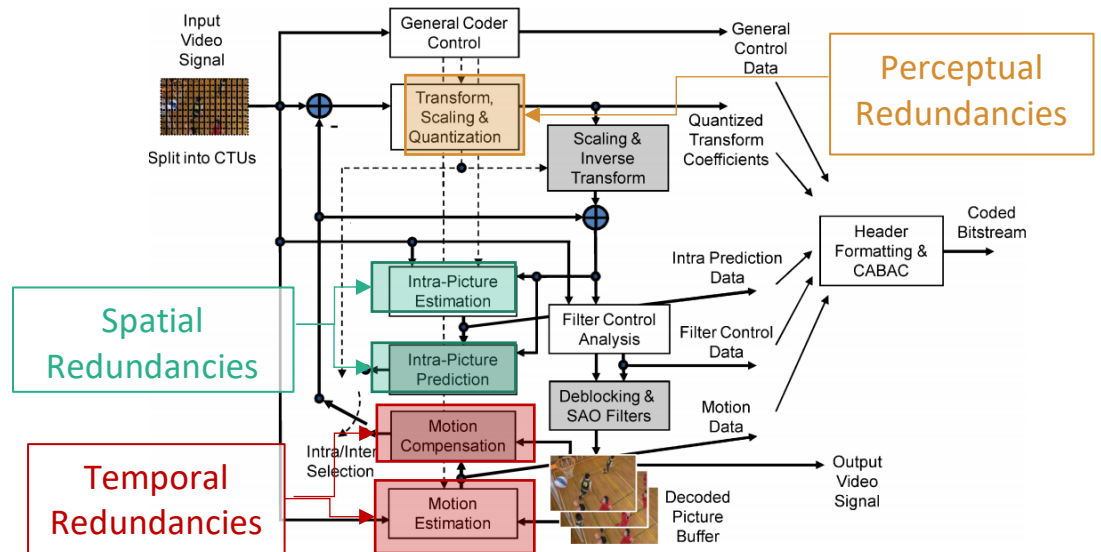 Input
Video
Signal
Split into CTUs
General Coder
Control
Transform,
Scaling &
Quantization
-
Scaling &
Inverse
Transform
General
Control
Data
Quantized
Transform
Coefficients
Perceptual
Redundancies
Header
Formatting &
CABAC
Coded
Bitstream
Intra-Picture
Estimation
Intra Prediction
Data
Spatial
Redundancies
Filter Control
Analysis
Filter Control
Data
Intra-Picture
Prediction
Deblocking &
SAO Filters
Motion
Data
Motion
Compensation
Intra/Inter
Selection
Temporal
Redundancies
Motion
Estimation
Decoded
Picture
Buffer
Output
Video
Signal